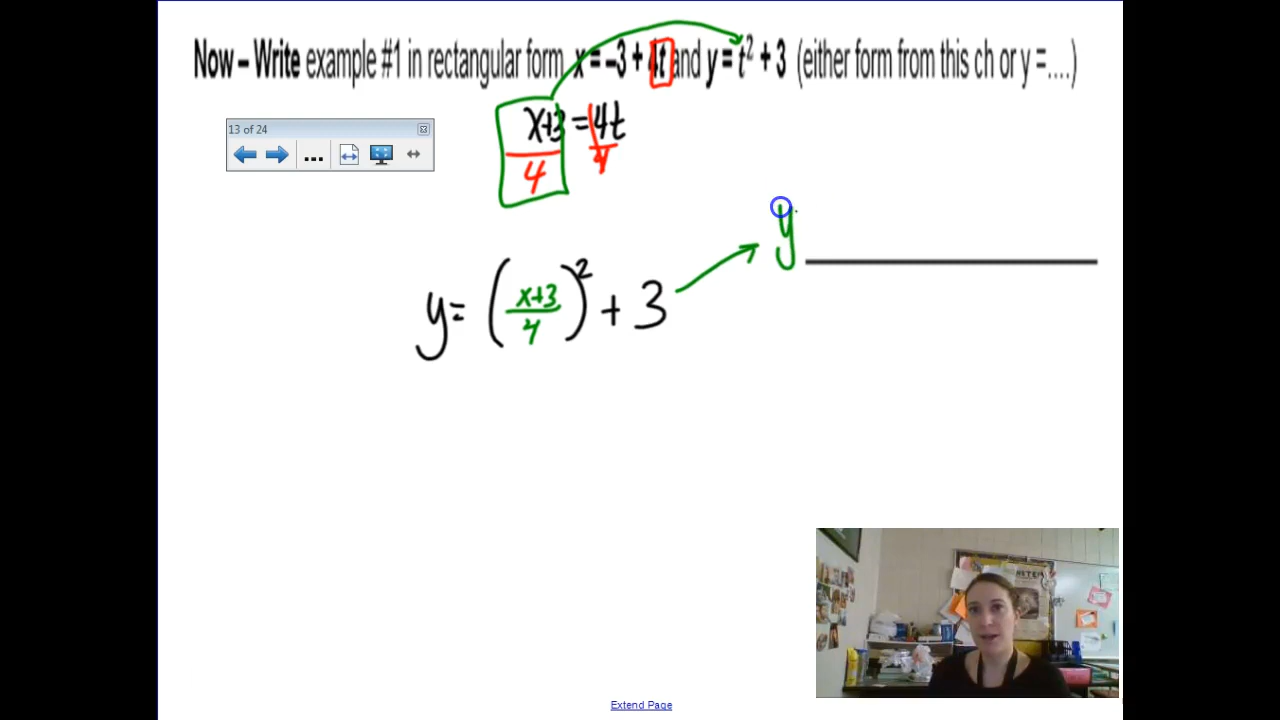 Now – Write example #1 in rectangular form x = –3 + 4t and y = t² + 3 (either form from this ch or y =....)
x+3 = 4t
4 4
13 of 24
...
y
y= (x+3/4)² + 3
Extend Page